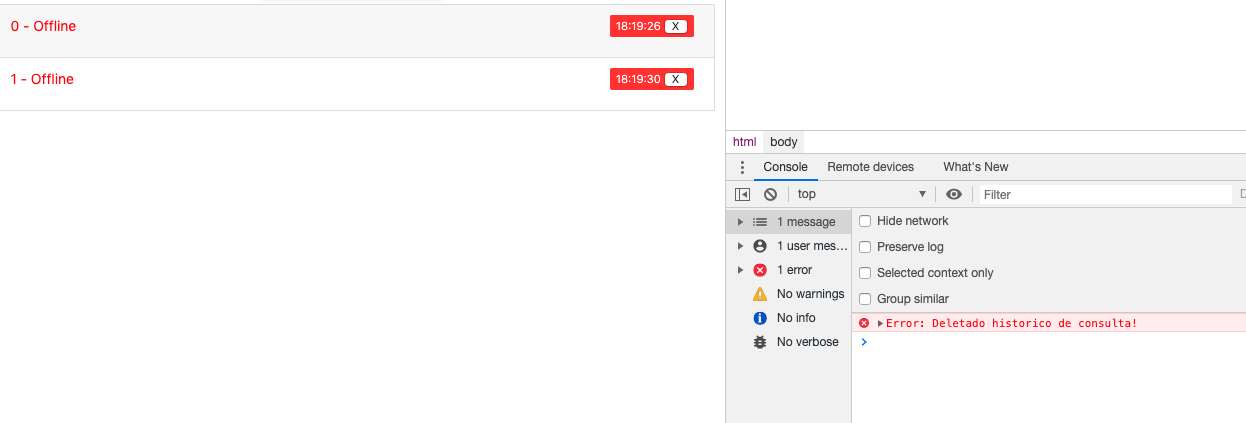 0 - Offline
18:19:26 X
1 - Offline
18:19:30 X
html body
Console Remote devices What's New
top Filter
1 message
1 user mes...
1 error
No warnings
No info
No verbose
Hide network
Preserve log
Selected context only
Group similar
Error: Deletado historico de consulta!